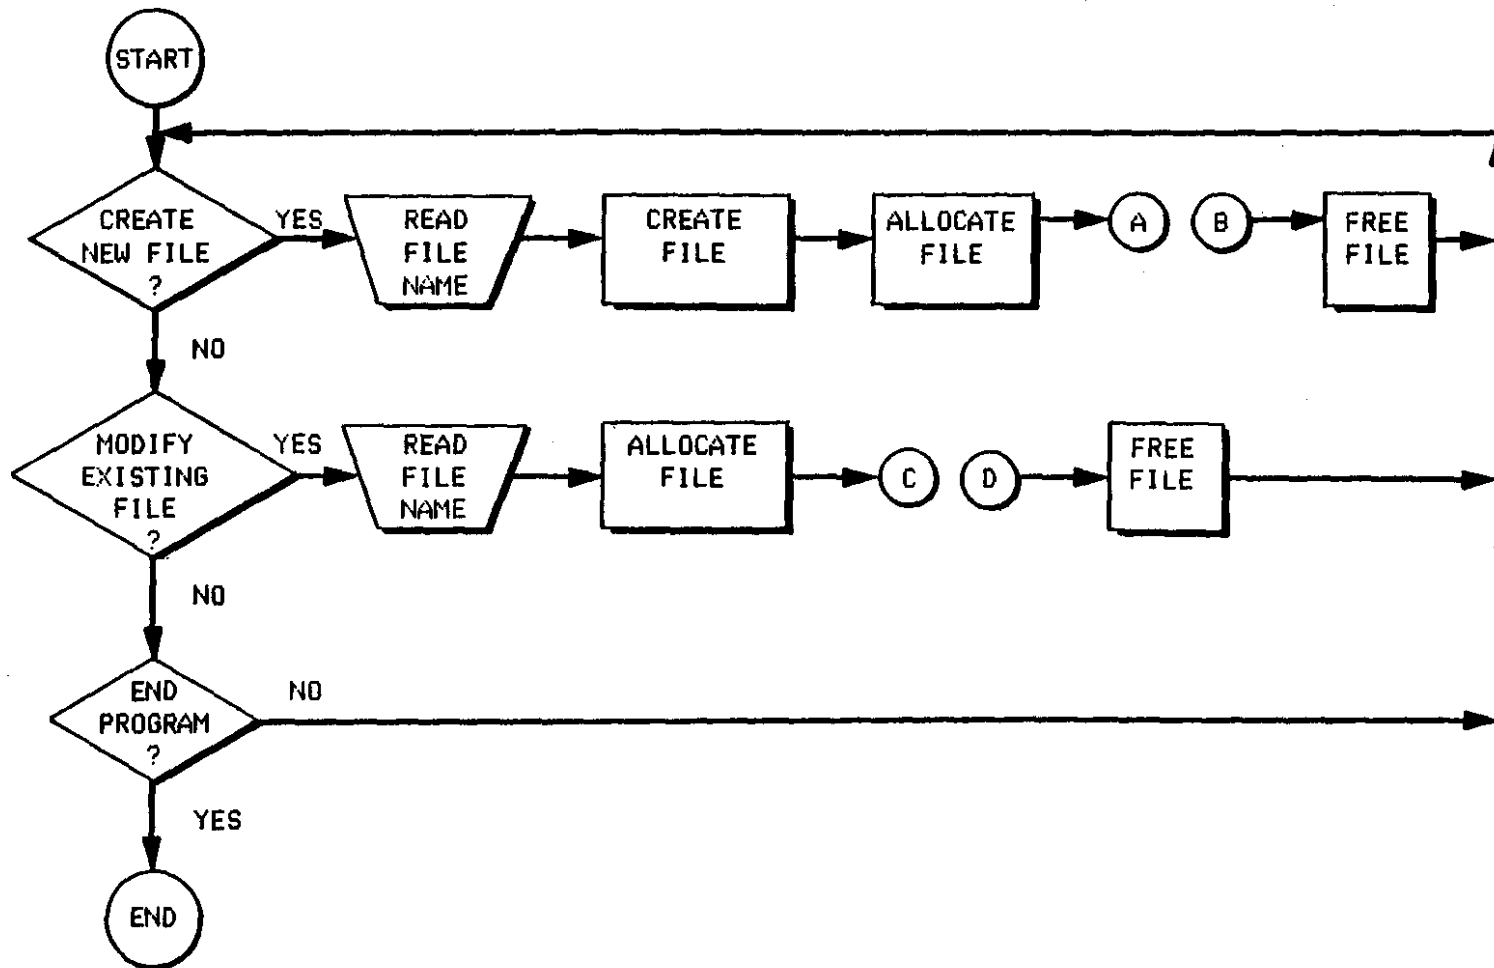 START
CREATE
NEW FILE
?
YES
READ
FILE
NAME
CREATE
FILE
ALLOCATE
FILE
A
B
FREE
FILE
NO
MODIFY
EXISTING
FILE
?
YES
READ
FILE
NAME
ALLOCATE
FILE
C
D
FREE
FILE
NO
END
PROGRAM
?
NO
YES
END